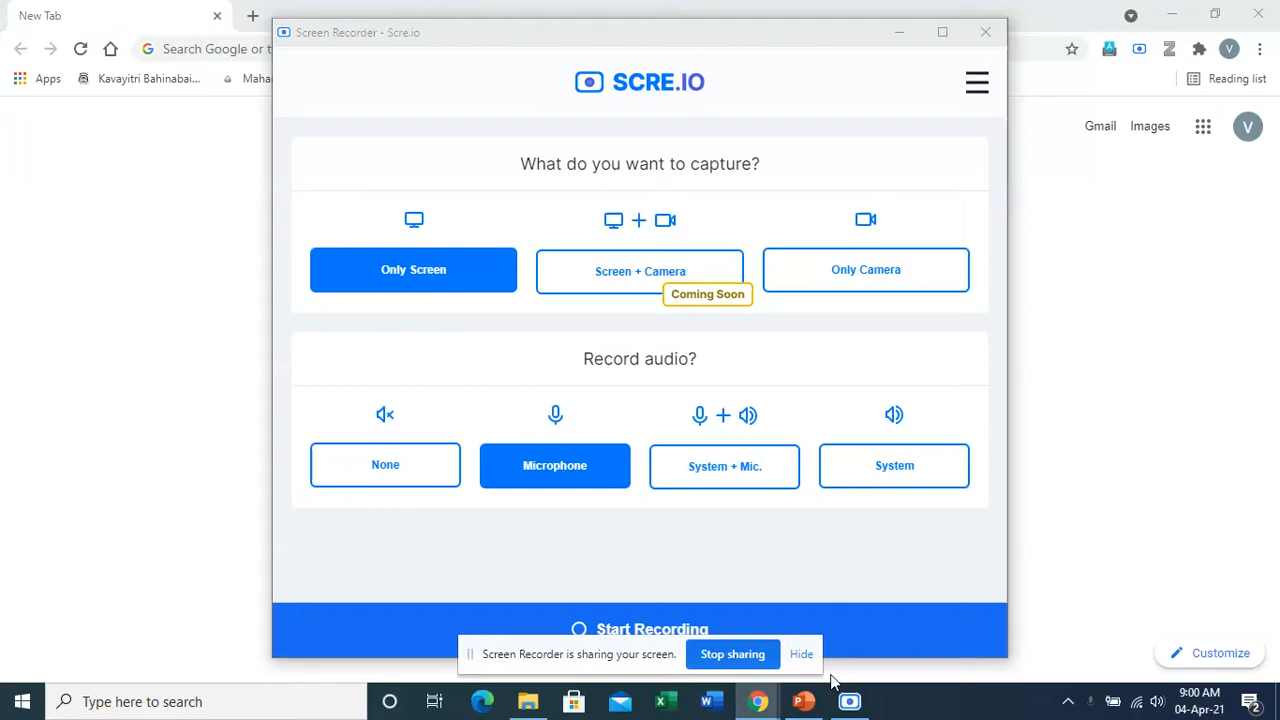 New Tab
Screen Recorder - Scre.io
Search Google or t
V
Apps
Kavayitri Bahinabai...
Mahar
Reading list
SCRE.IO
Gmail
Images
V
What do you want to capture?
Only Screen
Screen + Camera
Only Camera
Coming Soon
Record audio?
None
Microphone
System + Mic.
System
Start Recording
Screen Recorder is sharing your screen.
Stop sharing
Hide
Customize
Type here to search
9:00 AM
04-Apr-21
2